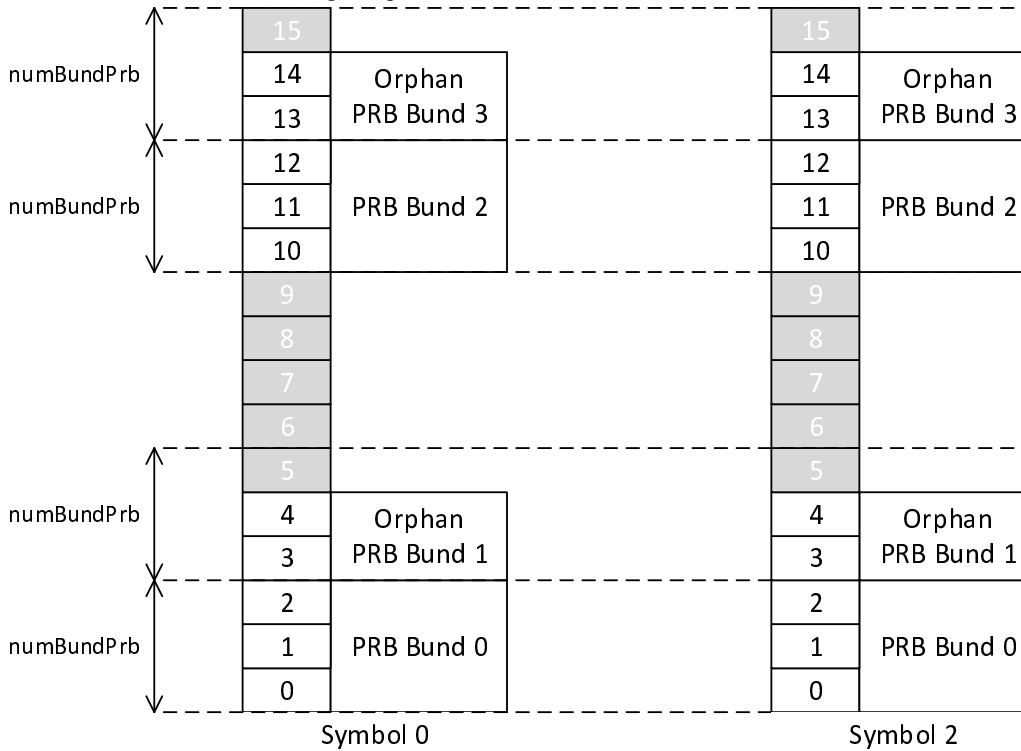 15
15
numBundPrb
14
Orphan
PRB Bund 3
14
Orphan
PRB Bund 3
13
13
12
12
numBundPrb
11
PRB Bund 2
11
PRB Bund 2
10
10
9
9
8
8
7
7
6
6
5
5
numBundPrb
4
Orphan
PRB Bund 1
4
Orphan
PRB Bund 1
3
3
2
2
numBundPrb
1
PRB Bund 0
1
PRB Bund 0
0
0
Symbol 0
Symbol 2